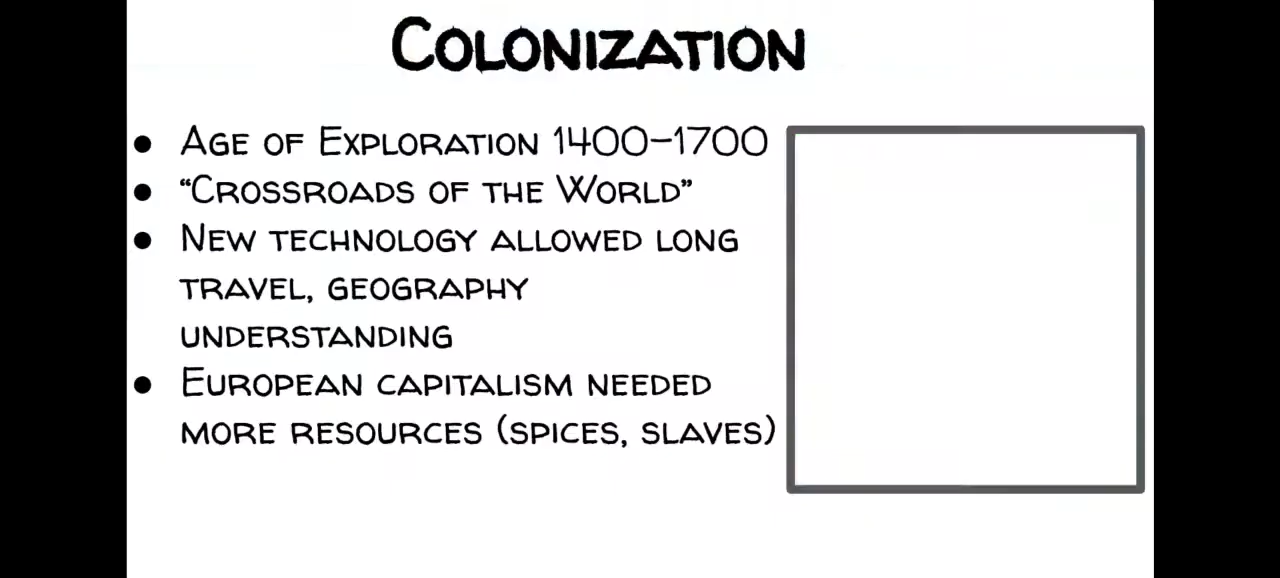 Colonization
● Age of Exploration 1400–1700
● “Crossroads of the World”
● New technology allowed long
travel, geography
understanding
● European capitalism needed
more resources (spices, slaves)